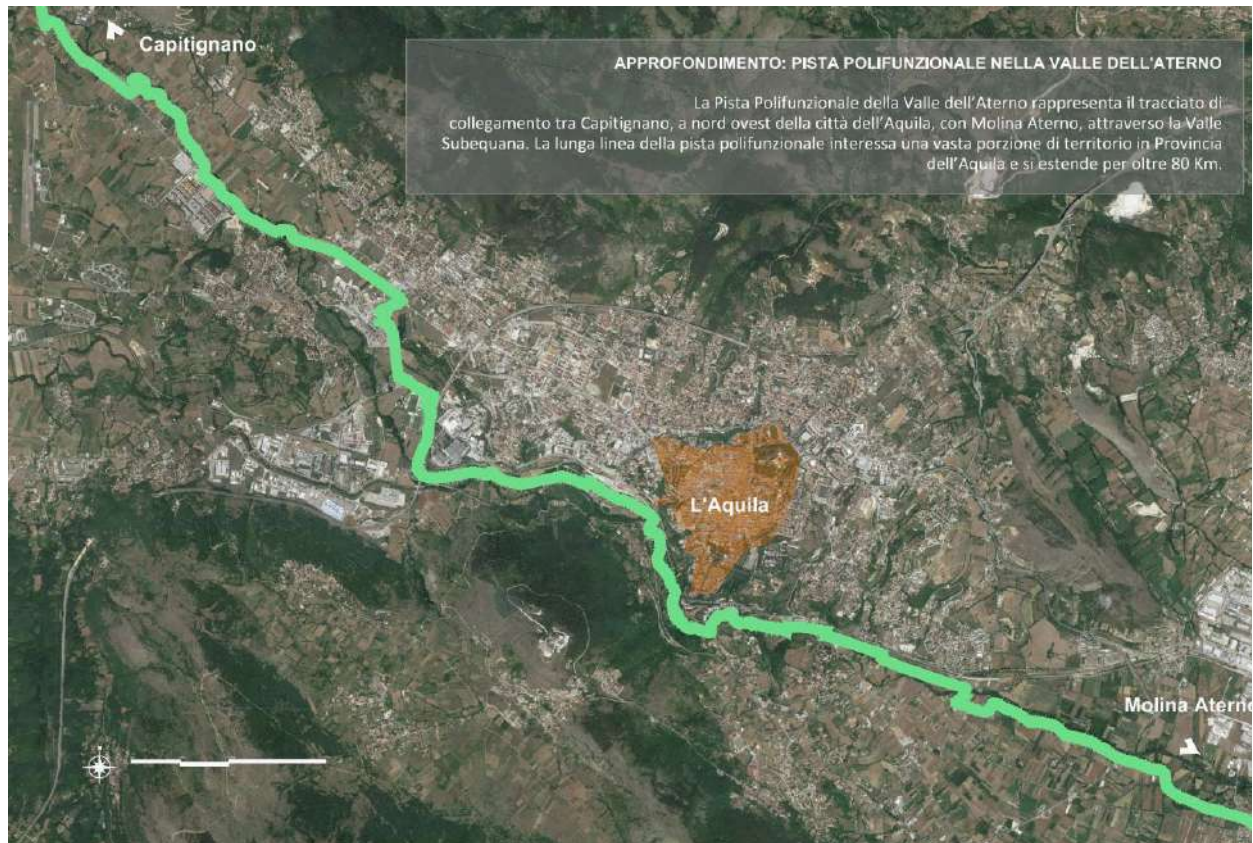 Capitignano
APPROFONDIMENTO: PISTA POLIFUNZIONALE NELLA VALLE DELL'ATERNO
La Pista Polifunzionale della Valle dell'Aterno rappresenta il tracciato di
collegamento tra Capitignano, a nord ovest della città dell'Aquila, con Molina Aterno, attraverso la Valle
Subequana. La lunga linea della pista polifunzionale interessa una vasta porzione di territorio in Provincia
dell'Aquila e si estende per oltre 80 Km.
L'Aquila
Molina Aterno